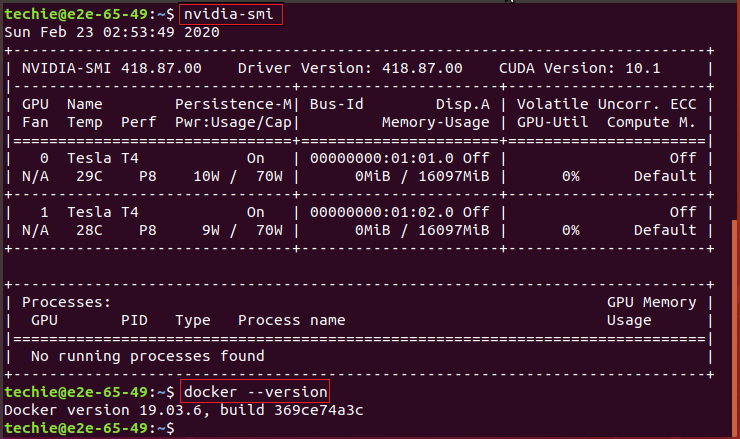 techie@e2e-65-49:~$ nvidia-smi
Sun Feb 23 02:53:49 2020
+-----------------------------------------------------------------------------+
| NVIDIA-SMI 418.87.00    Driver Version: 418.87.00    CUDA Version: 10.1     |
|-------------------------------+----------------------+----------------------+
| GPU  Name        Persistence-M| Bus-Id        Disp.A | Volatile Uncorr. ECC |
| Fan  Temp  Perf  Pwr:Usage/Cap|         Memory-Usage | GPU-Util  Compute M. |
|===============================+======================+======================|
|   0  Tesla T4            On   | 00000000:01:01.0 Off |                  Off |
| N/A   29C    P8    10W /  70W |      0MiB / 16097MiB |      0%      Default |
+-------------------------------+----------------------+----------------------+
|   1  Tesla T4            On   | 00000000:01:02.0 Off |                  Off |
| N/A   28C    P8     9W /  70W |      0MiB / 16097MiB |      0%      Default |
+-------------------------------+----------------------+----------------------+
+-----------------------------------------------------------------------------+
| Processes:                                                       GPU Memory |
|  GPU       PID   Type   Process name                             Usage      |
|=============================================================================|
|  No running processes found                                                 |
+-----------------------------------------------------------------------------+
techie@e2e-65-49:~$ docker --version
Docker version 19.03.6, build 369ce74a3c
techie@e2e-65-49:~$